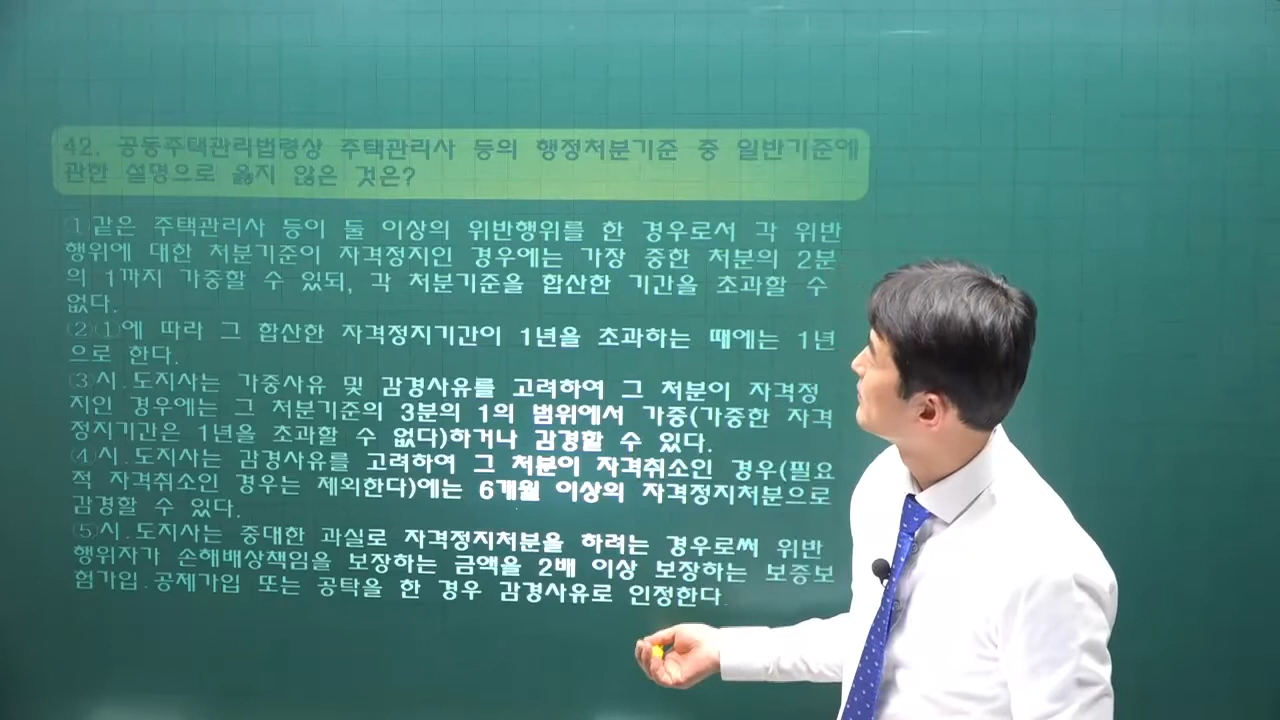 42. 공동주택관리법령상 주택관리사 등의 행정처분기준 중 일반기준에
관한 설명으로 옳지 않은 것은?
① 같은 주택관리사 등이 둘 이상의 위반행위를 한 경우로서 각 위반
행위에 대한 처분기준이 자격정지인 경우에는 가장 중한 처분의 2분
의 1까지 가중할 수 있되, 각 처분기준을 합산한 기간을 초과할 수
없다.
② ①에 따라 그 합산한 자격정지기간이 1년을 초과하는 때에는 1년
으로 한다.
③ 시.도지사는 가중사유 및 감경사유를 고려하여 그 처분이 자격정
지인 경우에는 그 처분기준의 3분의 1의 범위에서 가중(가중한 자격
정지기간은 1년을 초과할 수 없다)하거나 감경할 수 있다.
④ 시.도지사는 감경사유를 고려하여 그 처분이 자격취소인 경우(필요
적 자격취소인 경우는 제외한다)에는 6개월 이상의 자격정지처분으로
감경할 수 있다.
⑤ 시.도지사는 중대한 과실로 자격정지처분을 하려는 경우로써 위반
행위자가 손해배상책임을 보장하는 금액을 2배 이상 보장하는 보증보
험가입.공제가입 또는 공탁을 한 경우 감경사유로 인정한다.